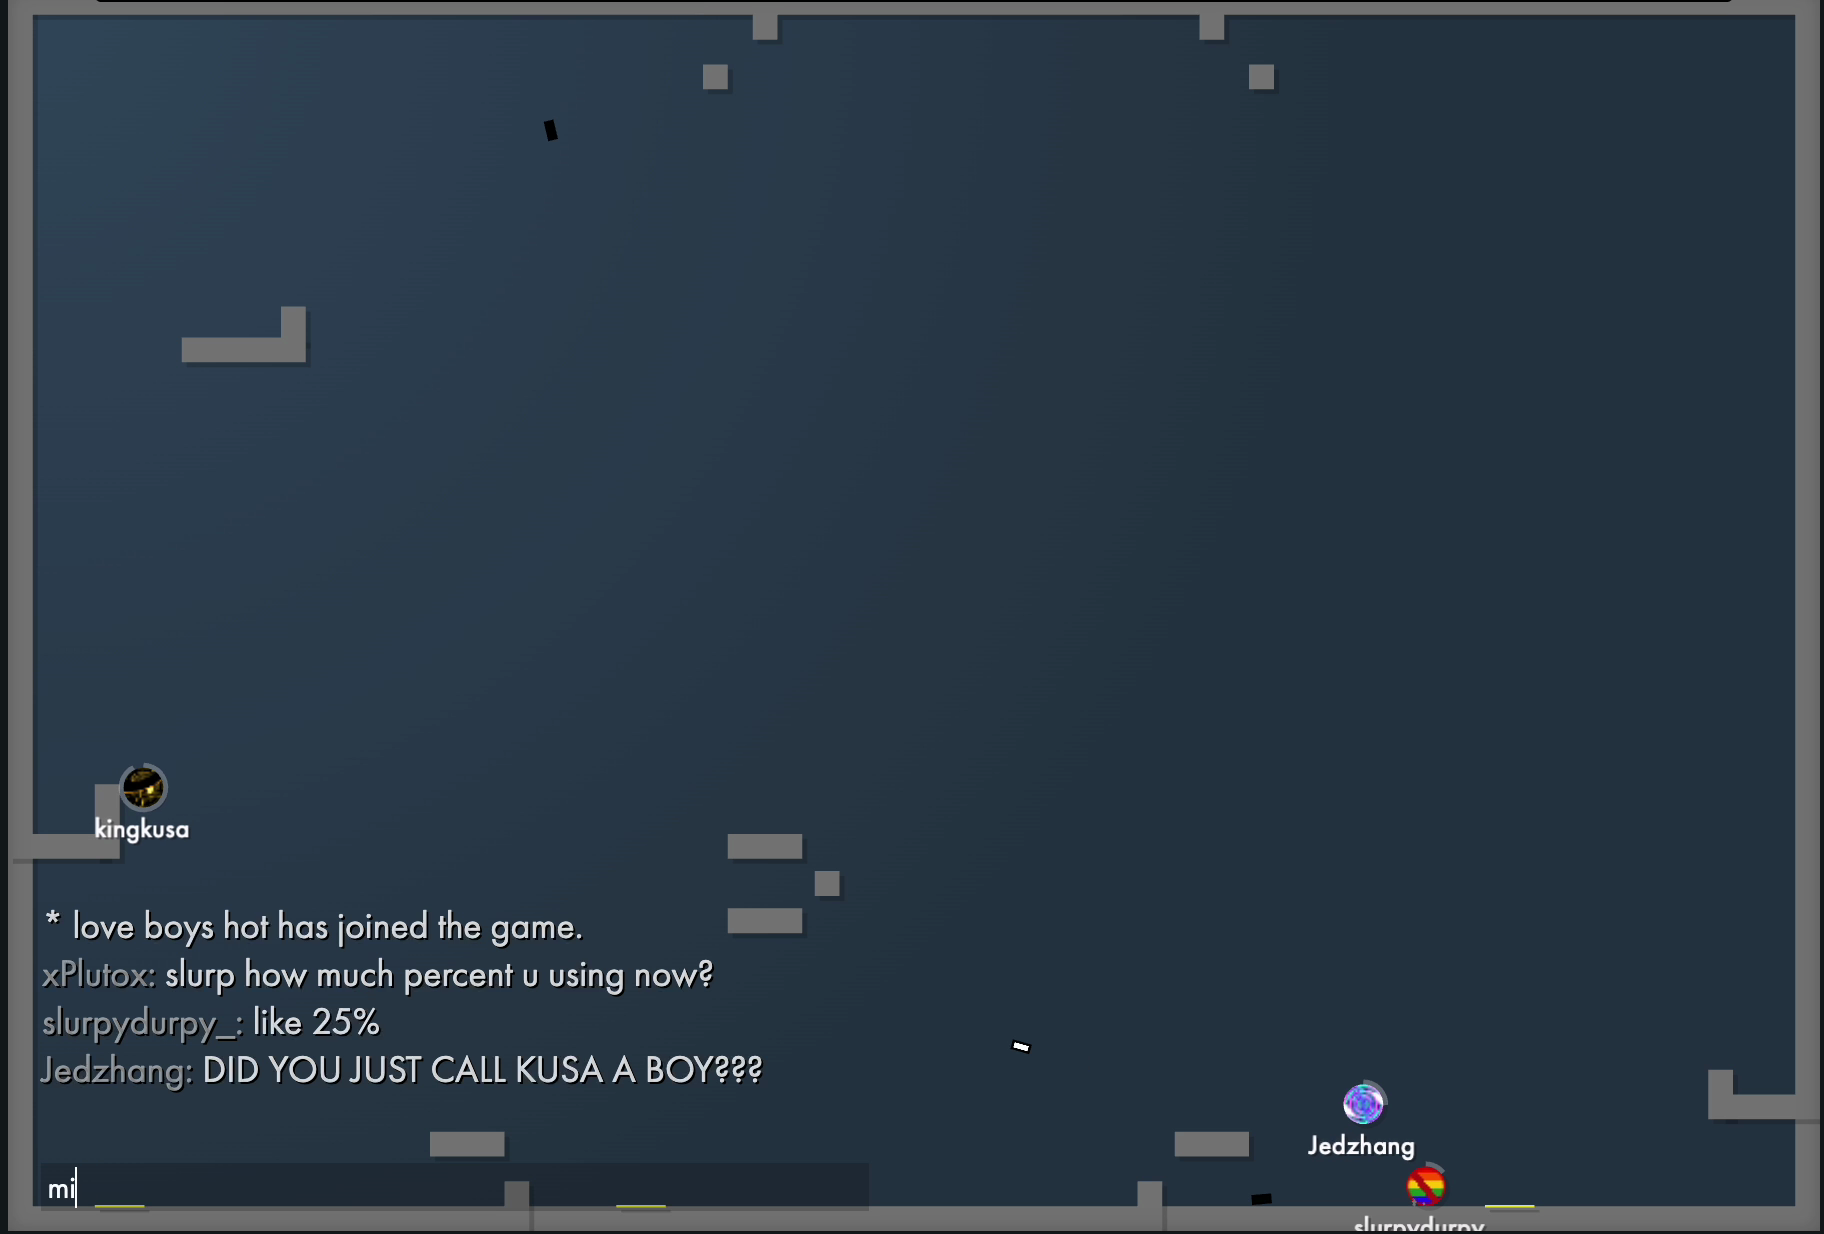 kingkusa
* love boys hot has joined the game.
xPlutox: slurp how much percent u using now?
slurpydurpy_: like 25%
Jedzhang: DID YOU JUST CALL KUSA A BOY???
Jedzhang
mi
slurpydurpy